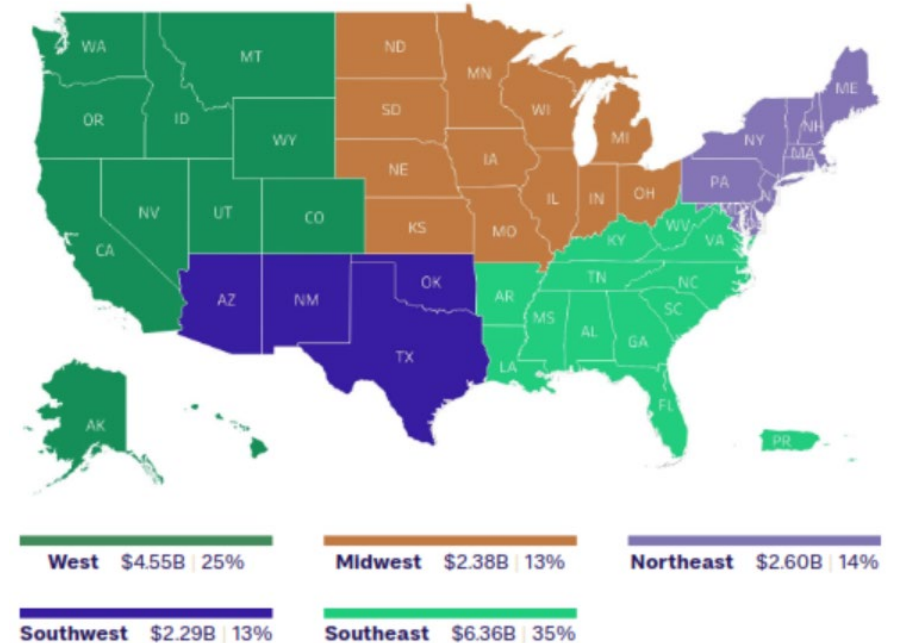 WA
MT
ND
MN
ME
OR
ID
SD
WI
MI
NY
NH
MA
WY
NE
IA
PA
N
NV
UT
CO
KS
MO
IL
IN
OH
WV
VA
KY
CA
AZ
NM
OK
AR
TN
NC
SC
TX
MS
AL
GA
LA
FL
AK
PR
West $4.55B | 25%
Midwest $2.38B | 13%
Northeast $2.60B | 14%
Southwest $2.29B | 13%
Southeast $6.36B | 35%